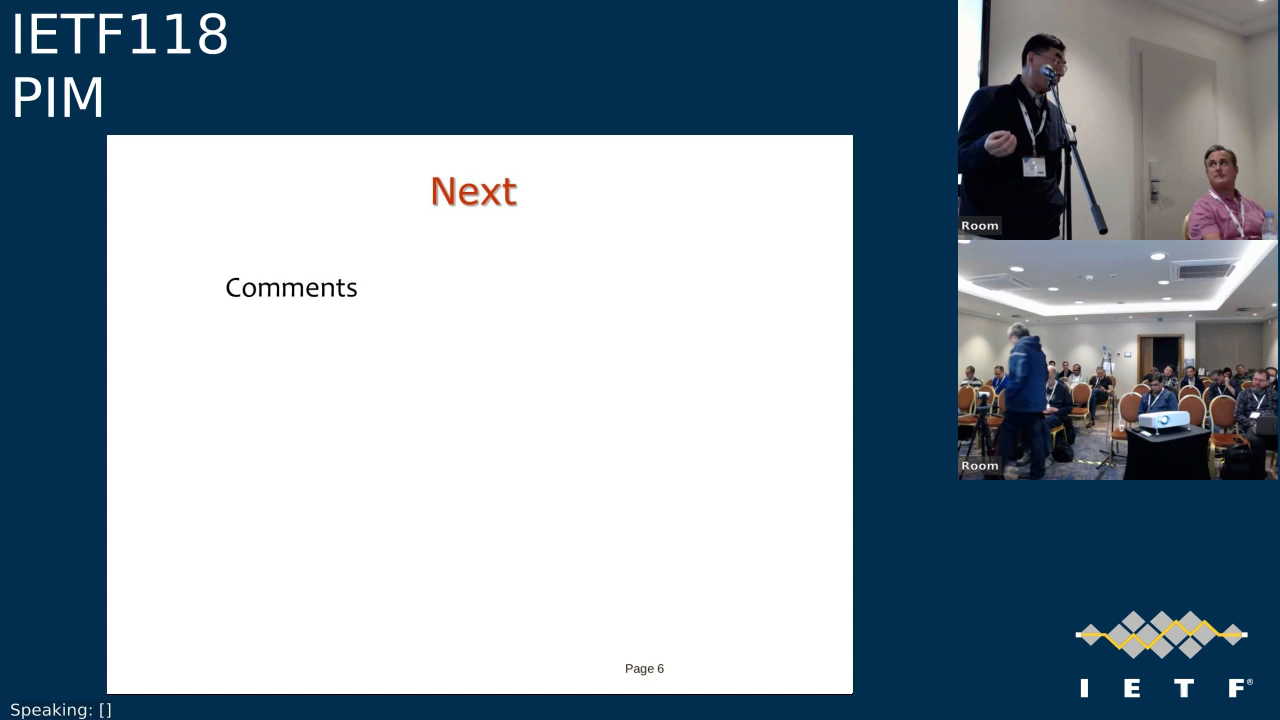 IETF118
PIM
Next
Comments
Page 6
Room
Room
I E T F®
Speaking: []